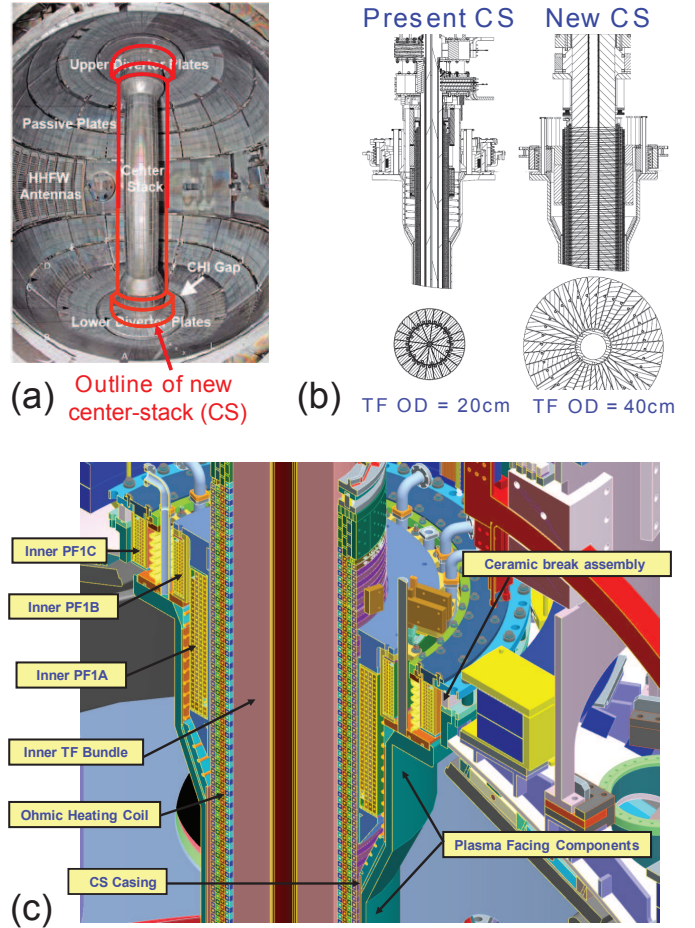 Upper Divertor Plates
Passive Plates
HHFW
Antennas
Center
Stack
CHI Gap
Lower Divertor Plates
(a)
Outline of new
center-stack (CS)
Present CS
New CS
(b)
TF OD = 20cm
TF OD = 40cm
Inner PF1C
Inner PF1B
Inner PF1A
Inner TF Bundle
Ohmic Heating Coil
CS Casing
Ceramic break assembly
Plasma Facing Components
(c)